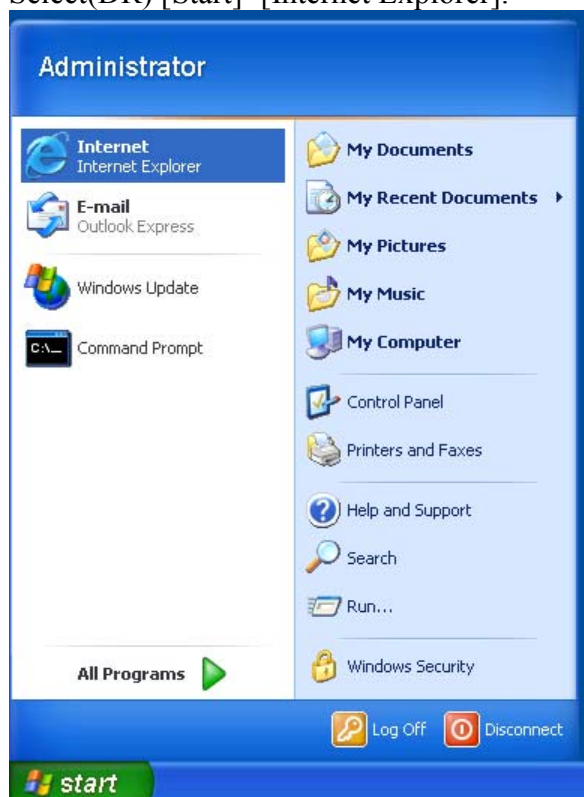 Select(DR) [Start]- [Internet Explorer].
Administrator
Internet
Internet Explorer
E-mail
Outlook Express
Windows Update
C:\_ Command Prompt
All Programs
My Documents
My Recent Documents
My Pictures
My Music
My Computer
Control Panel
Printers and Faxes
Help and Support
Search
Run...
Windows Security
Log Off Disconnect
start